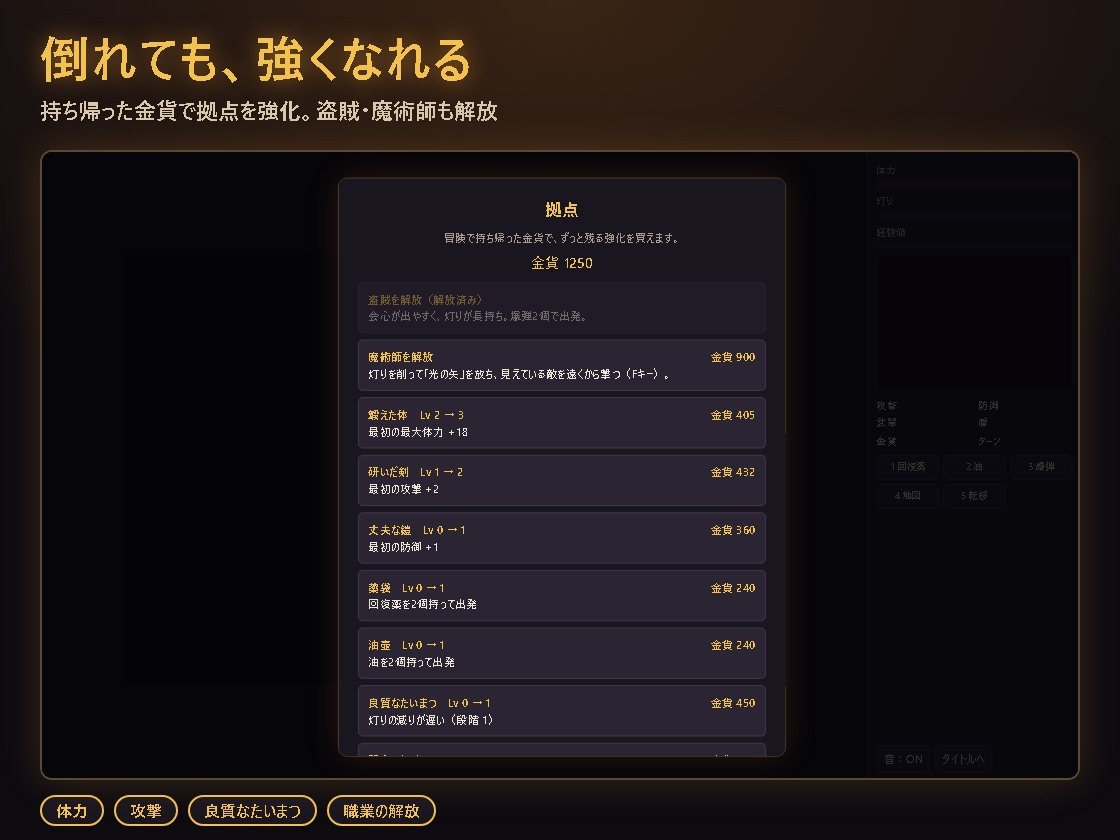 倒れても、強くなれる
持ち帰った金貨で拠点を強化。盗賊・魔術師も解放
拠点
冒険で持ち帰った金貨で、ずっと残る強化を買えます。
金貨 1250
盗賊を解放（解放済み）
会心が出やすく、灯りが長持ち。爆弾2個で出発。
魔術師を解放 金貨 900
灯りを削って「光の矢」を放ち、見えている敵を遠くから撃つ（Fキー）。
鍛えた体 Lv 2 → 3 金貨 405
最初の最大体力 +18
研いだ剣 Lv 1 → 2 金貨 432
最初の攻撃 +2
丈夫な鎧 Lv 0 → 1 金貨 360
最初の防御 +1
薬袋 Lv 0 → 1 金貨 240
回復薬を2個持って出発
油壺 Lv 0 → 1 金貨 240
油を2個持って出発
良質なたいまつ Lv 0 → 1 金貨 450
灯りの減りが遅い（段階 1）
体力
灯り
経験値
攻撃 防御
武器 盾
金貨 ターン
1 回復薬 2 油 3 爆弾
4 地図 5 転移
音：ON タイトルへ
体力 攻撃 良質なたいまつ 職業の解放